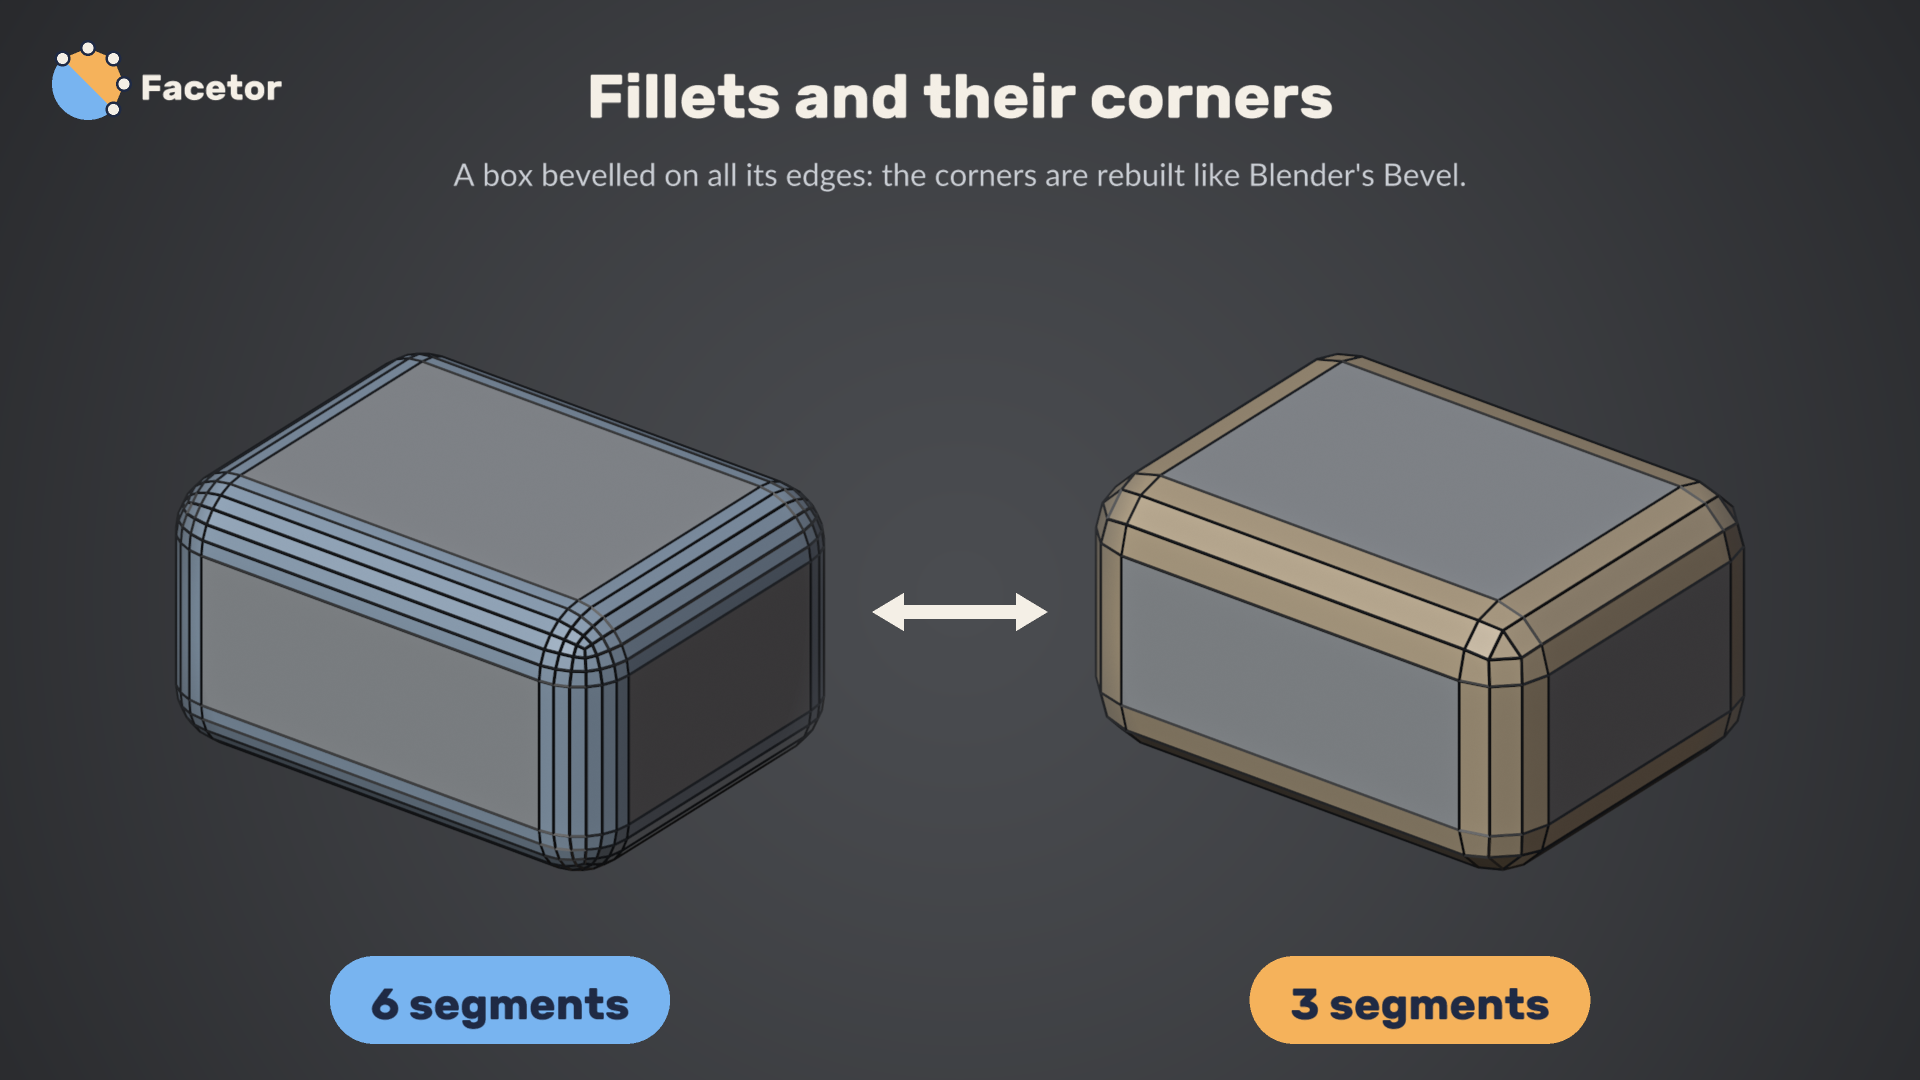 Facetor
Fillets and their corners
A box bevelled on all its edges: the corners are rebuilt like Blender's Bevel.
6 segments
3 segments